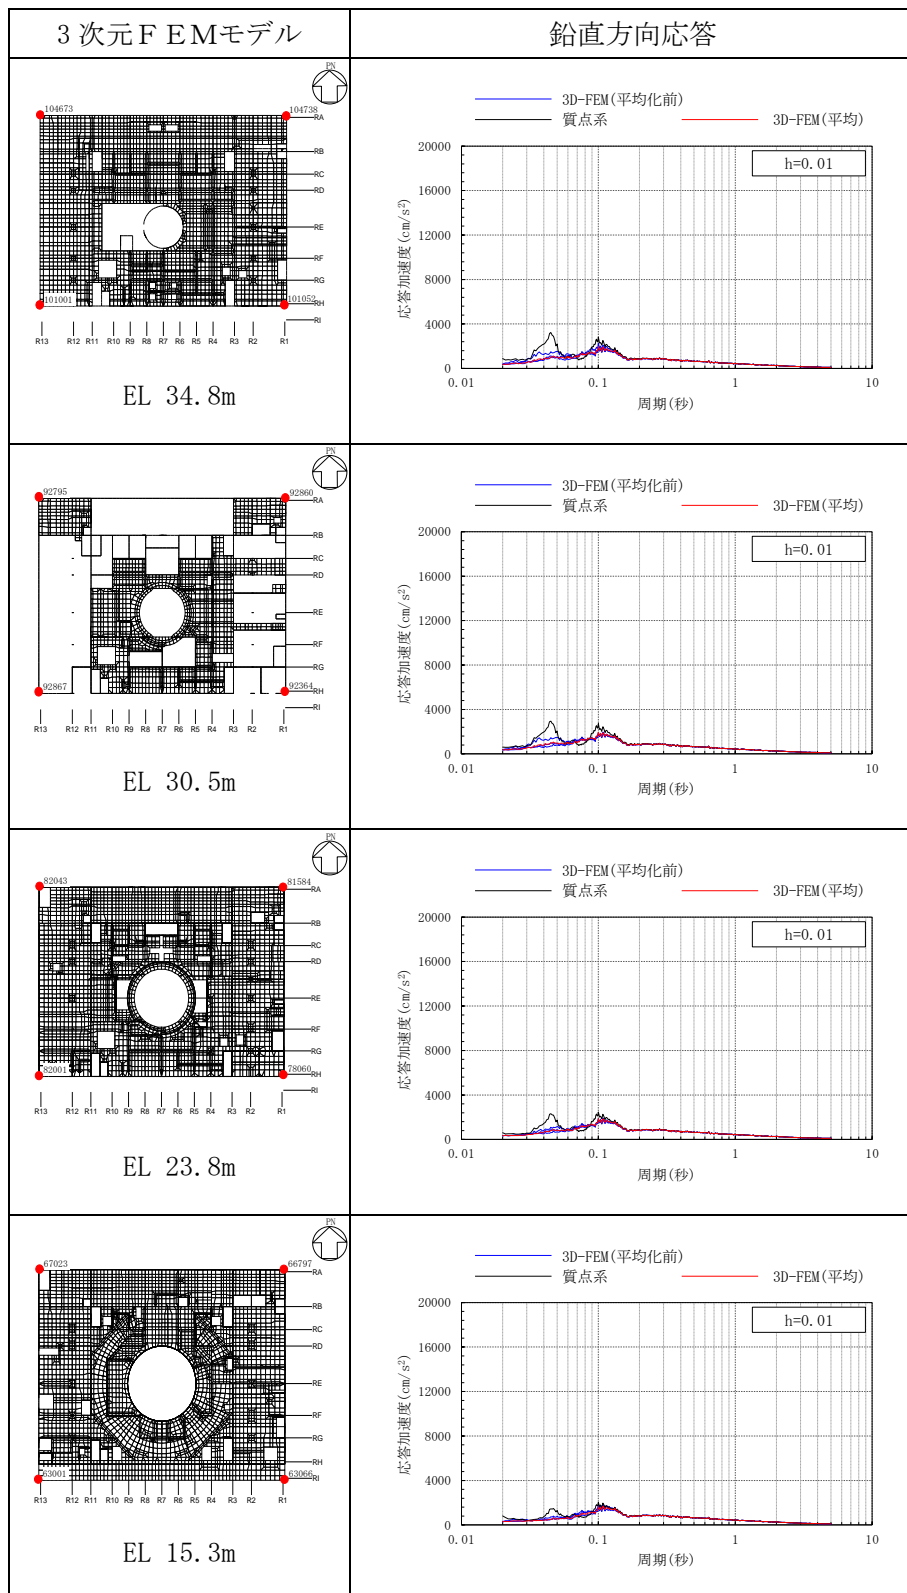 3次元FEMモデル
鉛直方向応答
PN
104673
104738
RA
RB
RC
RD
RE
RF
RG
RH
RI
101001
101052
R13 R12 R11 R10 R9 R8 R7 R6 R5 R4 R3 R2 R1
EL 34.8m
3D-FEM(平均化前)
質点系
3D-FEM(平均)
h=0.01
応答加速度(cm/s²)
20000
16000
12000
8000
4000
0
0.01 0.1 1 10
周期(秒)
PN
92795
92860
RA
RB
RC
RD
RE
RF
RG
RH
RI
92867
92364
R13 R12 R11 R10 R9 R8 R7 R6 R5 R4 R3 R2 R1
EL 30.5m
3D-FEM(平均化前)
質点系
3D-FEM(平均)
h=0.01
応答加速度(cm/s²)
20000
16000
12000
8000
4000
0
0.01 0.1 1 10
周期(秒)
PN
82043
81584
RA
RB
RC
RD
RE
RF
RG
RH
RI
82001
78060
R13 R12 R11 R10 R9 R8 R7 R6 R5 R4 R3 R2 R1
EL 23.8m
3D-FEM(平均化前)
質点系
3D-FEM(平均)
h=0.01
応答加速度(cm/s²)
20000
16000
12000
8000
4000
0
0.01 0.1 1 10
周期(秒)
PN
67023
66797
RA
RB
RC
RD
RE
RF
RG
RH
RI
63001
63066
R13 R12 R11 R10 R9 R8 R7 R6 R5 R4 R3 R2 R1
EL 15.3m
3D-FEM(平均化前)
質点系
3D-FEM(平均)
h=0.01
応答加速度(cm/s²)
20000
16000
12000
8000
4000
0
0.01 0.1 1 10
周期(秒)